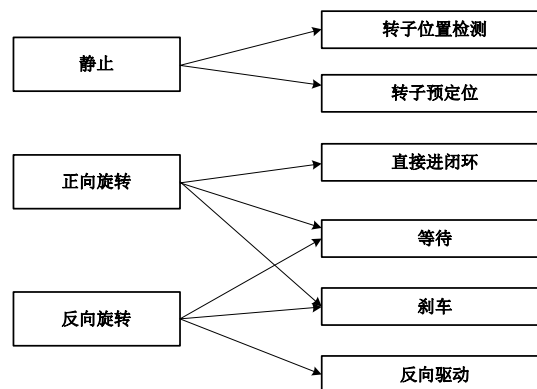 静止
正向旋转
反向旋转
转子位置检测
转子预定位
直接进闭环
等待
刹车
反向驱动